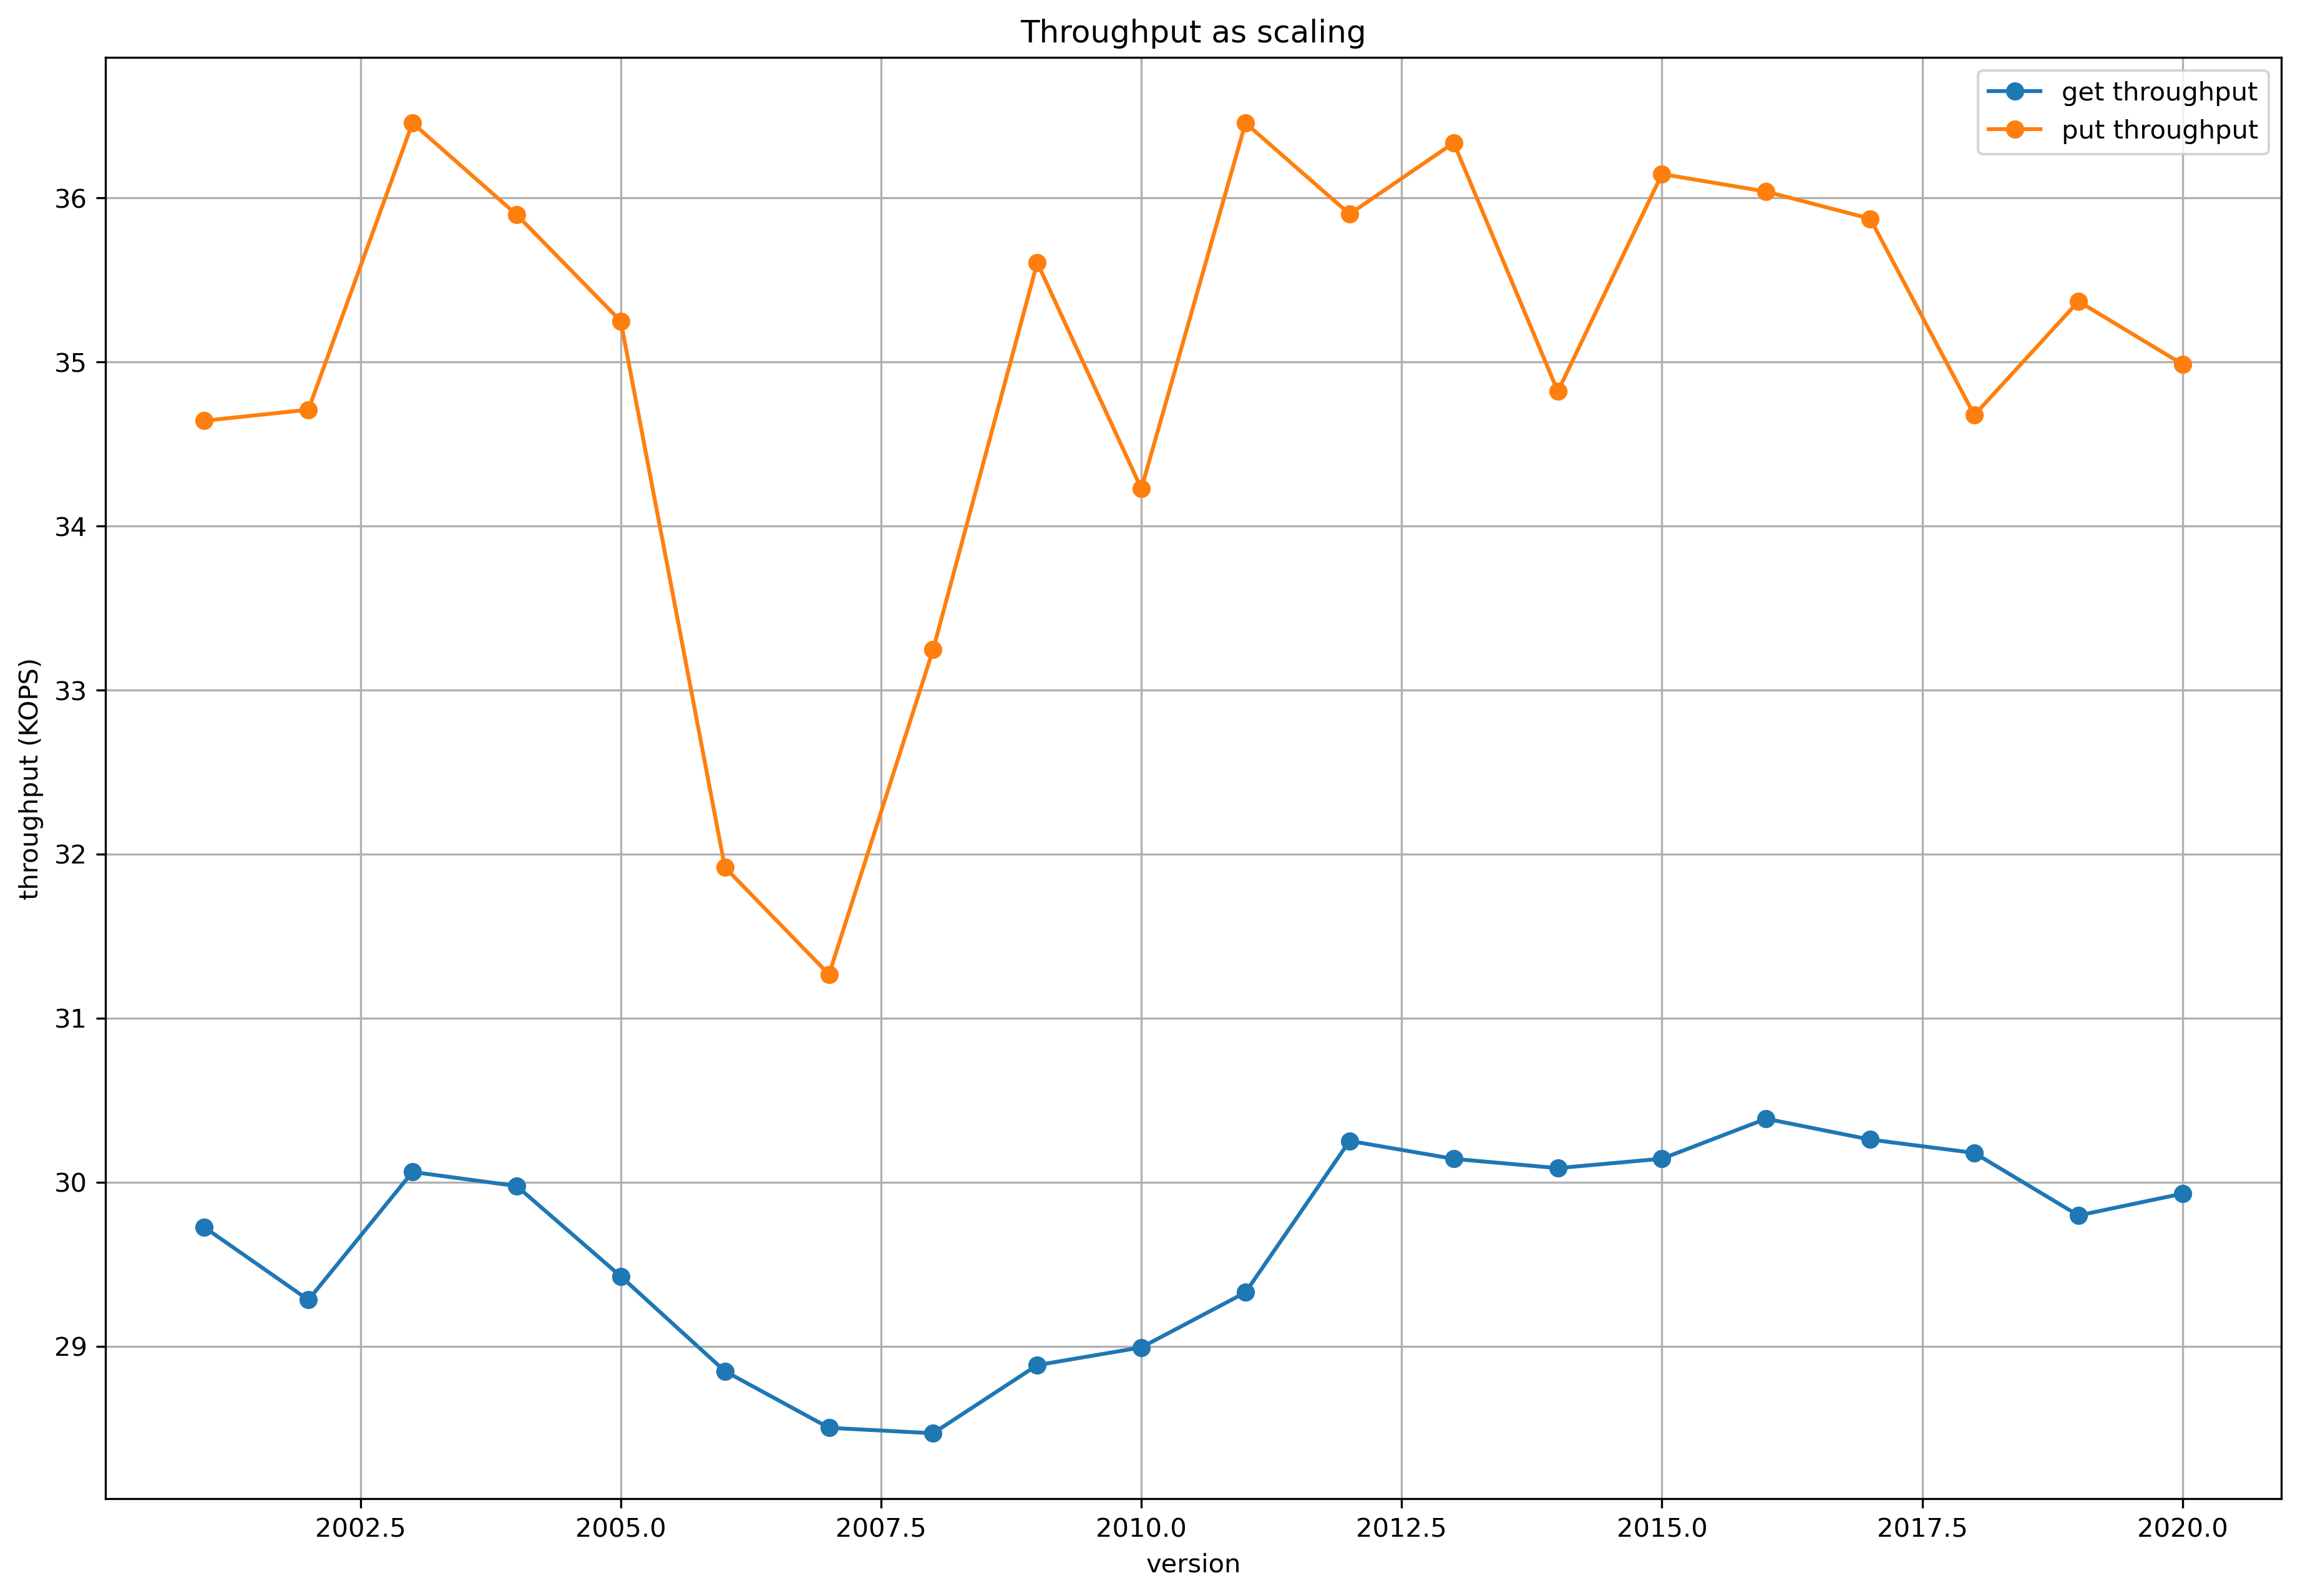 Throughput as scaling
get throughput
put throughput
throughput (KOPS)
36
35
34
33
32
31
30
29
2002.5 2005.0 2007.5 2010.0 2012.5 2015.0 2017.5 2020.0
version